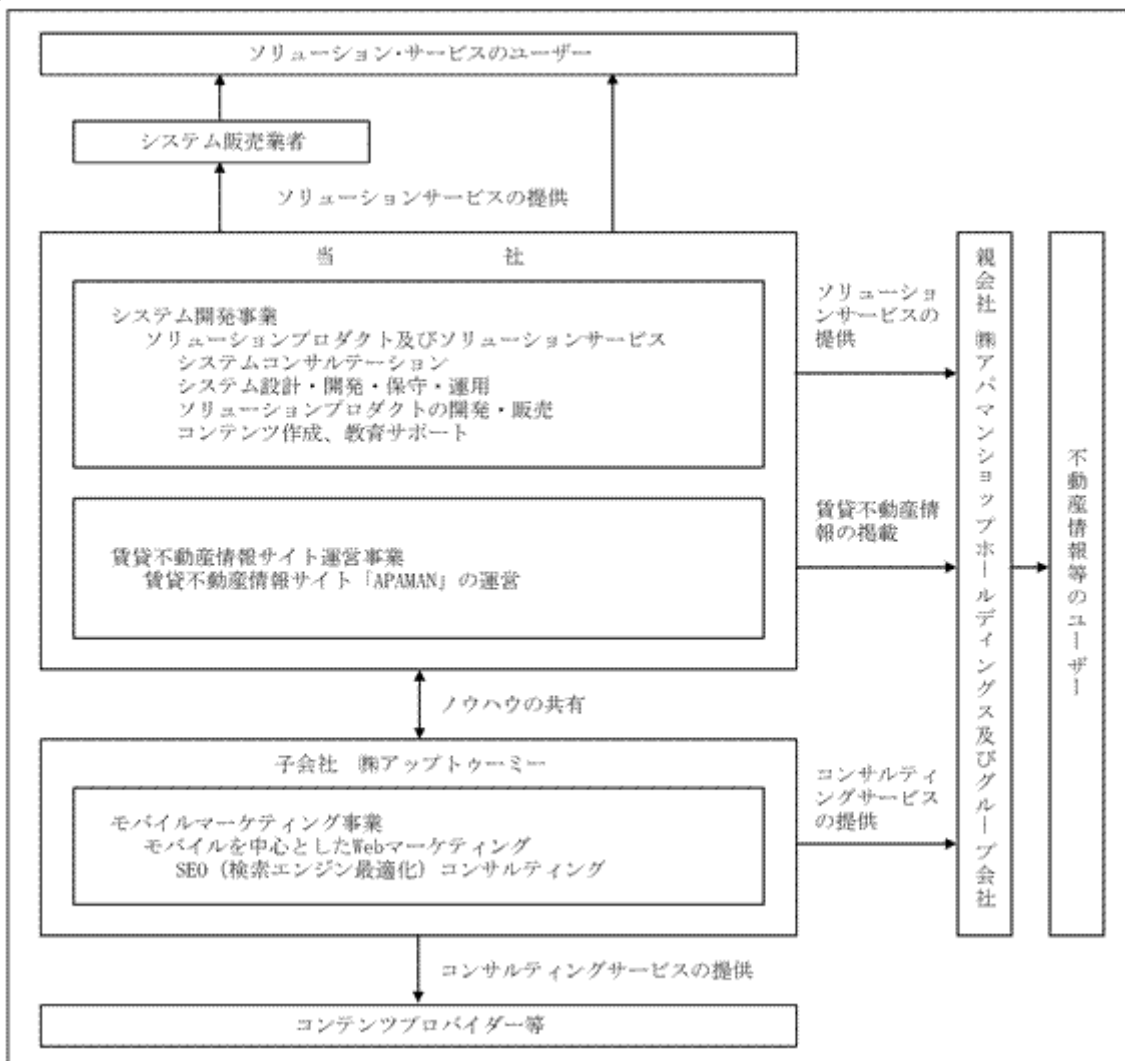 ソリューション・サービスのユーザー
システム販売業者
ソリューションサービスの提供
当　　　社
システム開発事業
ソリューションプロダクト及びソリューションサービス
システムコンサルテーション
システム設計・開発・保守・運用
ソリューションプロダクトの開発・販売
コンテンツ作成、教育サポート
賃貸不動産情報サイト運営事業
賃貸不動産情報サイト「APAMAN」の運営
ソリューショ
ンサービスの
提供
賃貸不動産情
報の掲載
親会社　㈱アパマンショップホールディングス及びグループ会社
不動産情報等のユーザー
ノウハウの共有
子会社　㈱アップトゥーミー
モバイルマーケティング事業
モバイルを中心としたWebマーケティング
SEO（検索エンジン最適化）コンサルティング
コンサルティ
ングサービス
の提供
コンサルティングサービスの提供
コンテンツプロバイダー等